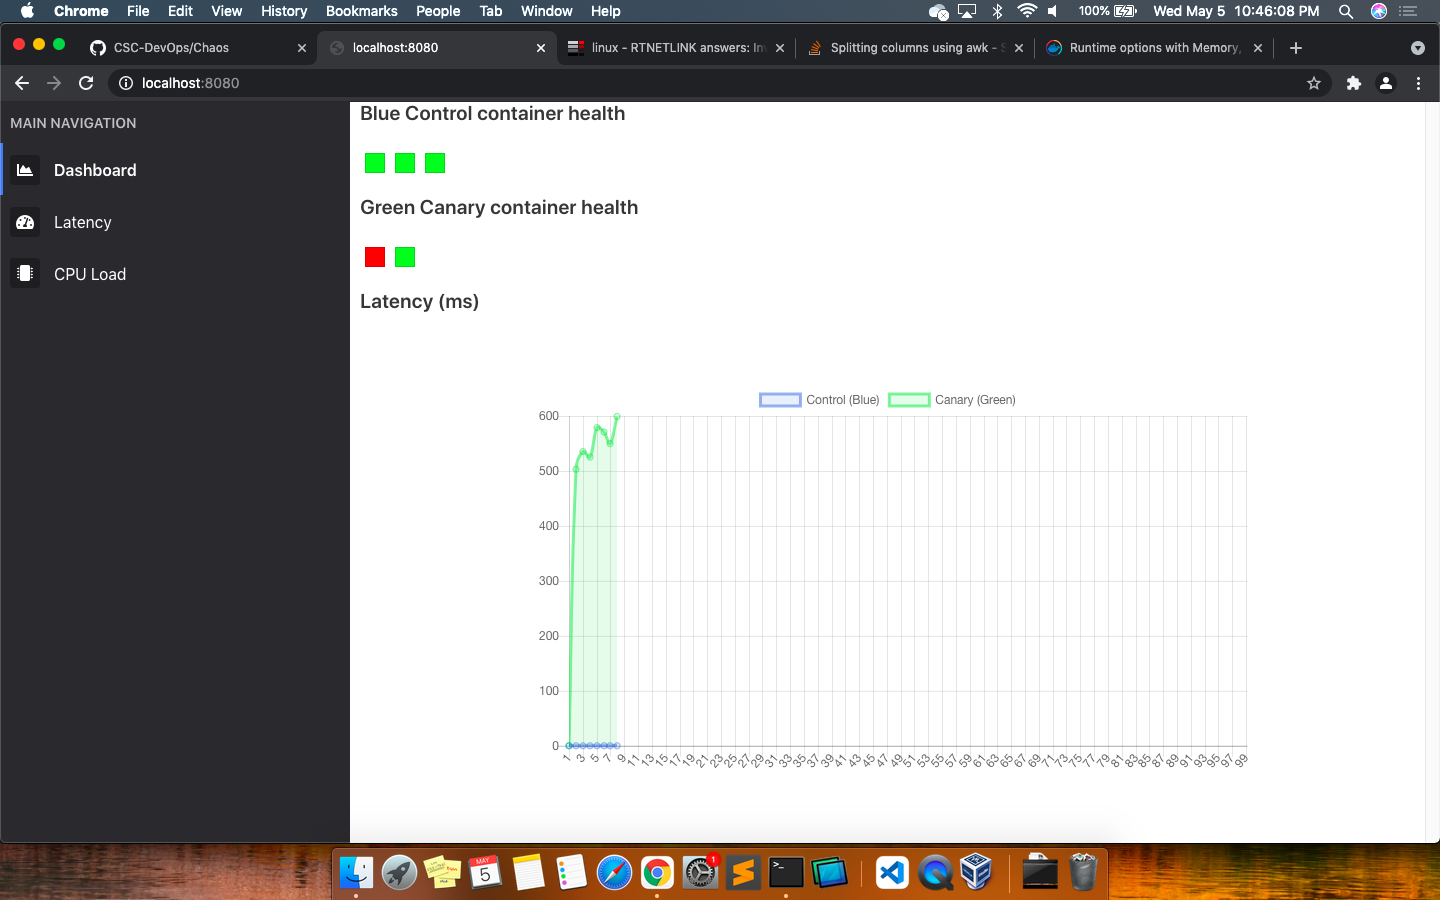 Chrome File Edit View History Bookmarks People Tab Window Help 100% Wed May 5 10:46:08 PM
CSC-DevOps/Chaos localhost:8080 linux - RTNETLINK answers: Inv Splitting columns using awk - S Runtime options with Memory,
localhost:8080
MAIN NAVIGATION
Dashboard
Latency
CPU Load
Blue Control container health
Green Canary container health
Latency (ms)
Control (Blue) Canary (Green)
600
500
400
300
200
100
0
1 3 5 7 9 11 13 15 17 19 21 23 25 27 29 31 33 35 37 39 41 43 45 47 49 51 53 55 57 59 61 63 65 67 69 71 73 75 77 79 81 83 85 87 89 91 93 95 97 99
MAY
5
1
>_